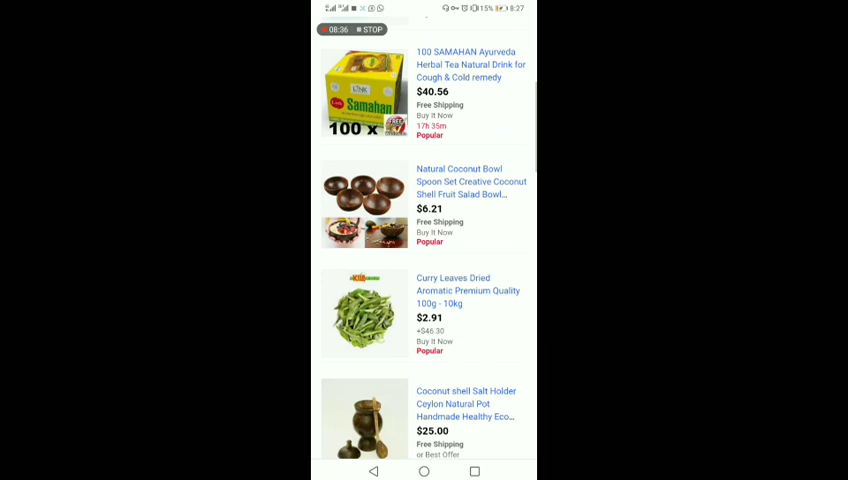 15% 8:27
08:36 STOP
100 SAMAHAN Ayurveda
Herbal Tea Natural Drink for
Cough & Cold remedy
$40.56
Free Shipping
Buy It Now
17h 35m
Popular
LINK
Link Samahan
100 x
FREE
Natural Coconut Bowl
Spoon Set Creative Coconut
Shell Fruit Salad Bowl...
$6.21
Free Shipping
Buy It Now
Popular
Curry Leaves Dried
Aromatic Premium Quality
100g - 10kg
$2.91
+$46.30
Buy It Now
Popular
Coconut shell Salt Holder
Ceylon Natural Pot
Handmade Healthy Eco...
$25.00
Free Shipping
or Best Offer